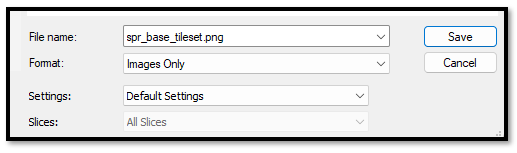 File name: spr_base_tileset.png Save
Format: Images Only Cancel
Settings: Default Settings
Slices: All Slices